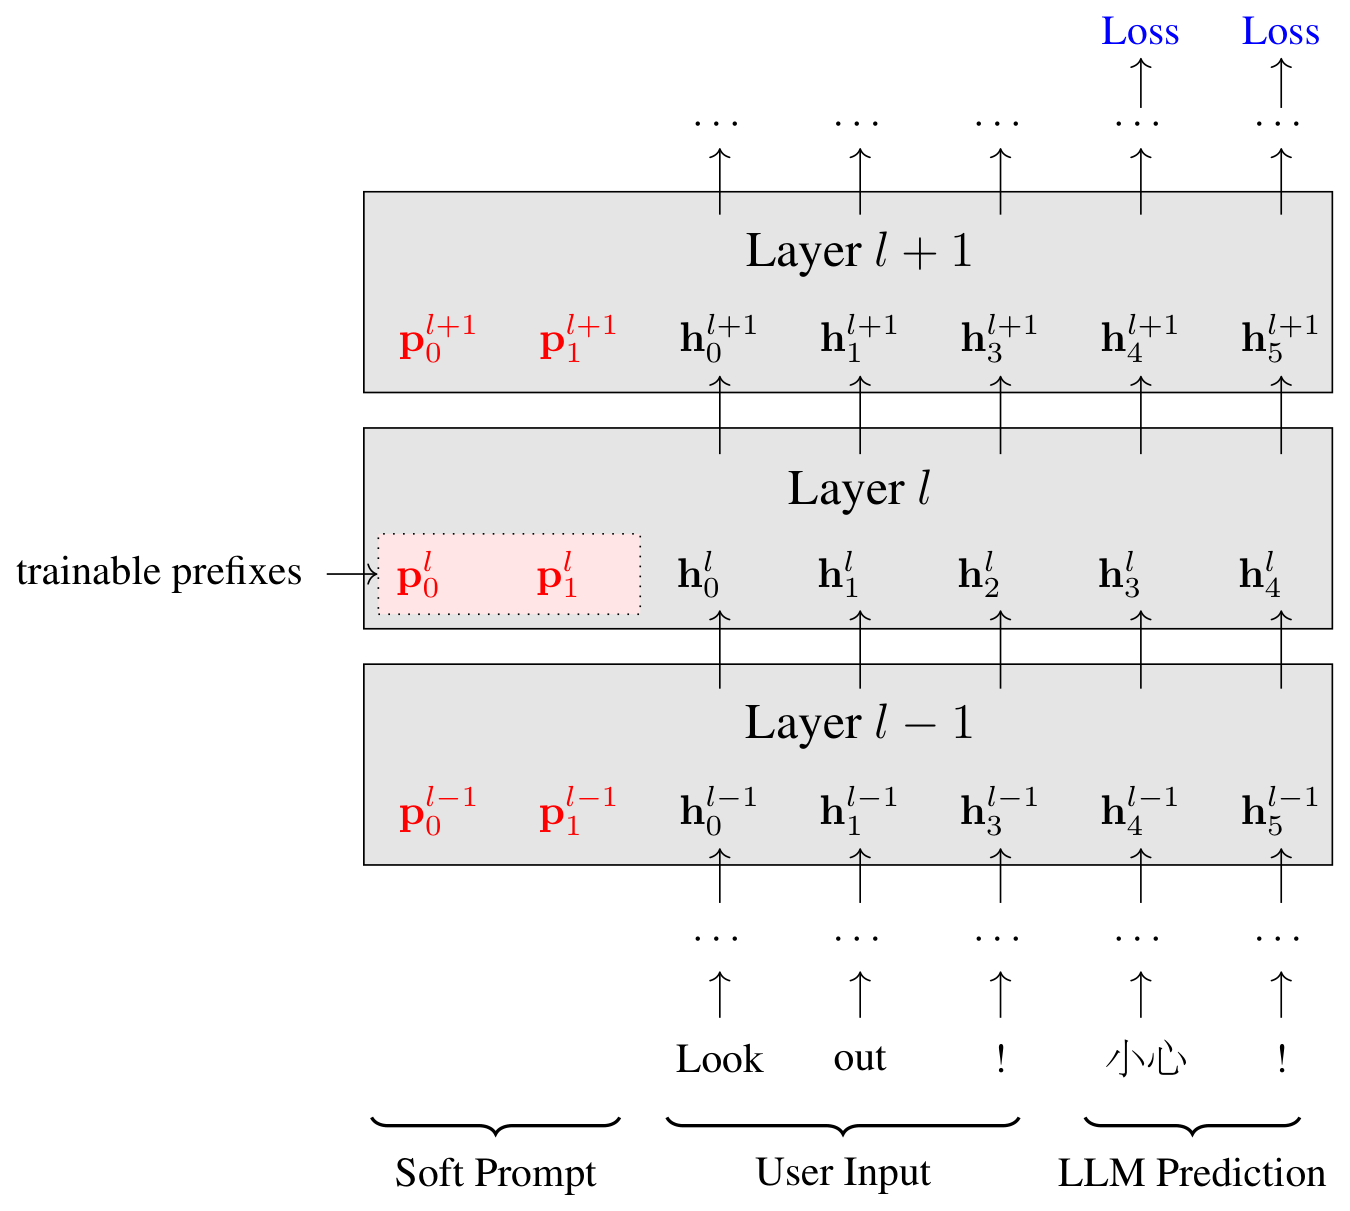 Loss Loss
··· ··· ··· ··· ···
Layer l + 1
p_0^{l+1} p_1^{l+1} h_0^{l+1} h_1^{l+1} h_3^{l+1} h_4^{l+1} h_5^{l+1}
Layer l
trainable prefixes p_0^l p_1^l h_0^l h_1^l h_2^l h_3^l h_4^l
Layer l − 1
p_0^{l−1} p_1^{l−1} h_0^{l−1} h_1^{l−1} h_3^{l−1} h_4^{l−1} h_5^{l−1}
··· ··· ··· ··· ···
Look out ! 小心 !
Soft Prompt User Input LLM Prediction